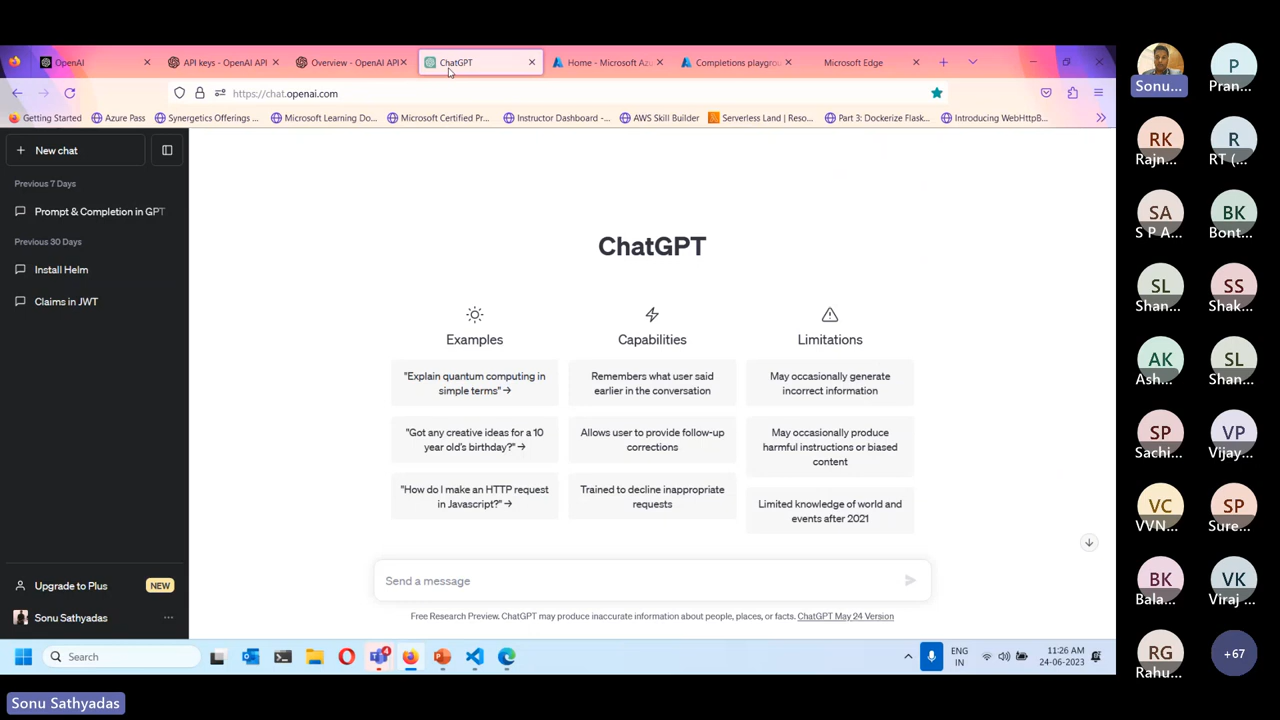 OpenAI
API keys - OpenAI API
Overview - OpenAI API
ChatGPT
Home - Microsoft Azu
Completions playgrou
Microsoft Edge
https://chat.openai.com
Getting Started
Azure Pass
Synergetics Offerings ...
Microsoft Learning Do...
Microsoft Certified Pr...
Instructor Dashboard -...
AWS Skill Builder
Serverless Land | Reso...
Part 3: Dockerize Flask...
Introducing WebHttpB...
New chat
Previous 7 Days
Prompt & Completion in GPT
Previous 30 Days
Install Helm
Claims in JWT
Upgrade to Plus
NEW
Sonu Sathyadas
ChatGPT
Examples
"Explain quantum computing in
simple terms" →
"Got any creative ideas for a 10
year old's birthday?" →
"How do I make an HTTP request
in Javascript?" →
Capabilities
Remembers what user said
earlier in the conversation
Allows user to provide follow-up
corrections
Trained to decline inappropriate
requests
Limitations
May occasionally generate
incorrect information
May occasionally produce
harmful instructions or biased
content
Limited knowledge of world and
events after 2021
Send a message
Free Research Preview. ChatGPT may produce inaccurate information about people, places, or facts. ChatGPT May 24 Version
Search
4
ENG
IN
11:26 AM
24-06-2023
Sonu Sathyadas
Sonu...
P
Pran...
RK
Rajn...
R
RT (...
SA
S P A...
BK
Bont...
SL
Shan...
SS
Shak...
AK
Ash...
SL
Shan...
SP
Sachi...
VP
Vijay...
VC
VVN...
SP
Sure...
BK
Bala...
VK
Viraj ...
RG
Rahu...
+67